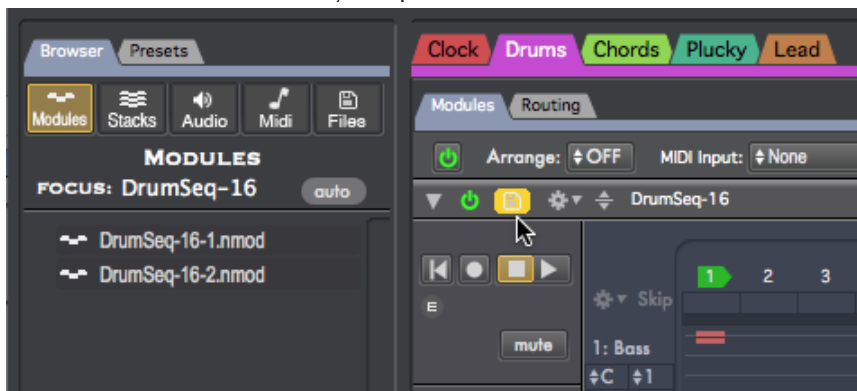 Browser Presets
Modules Stacks Audio Midi Files
MODULES
FOCUS: DrumSeq-16 auto
DrumSeq-16-1.nmod
DrumSeq-16-2.nmod
Clock Drums Chords Plucky Lead
Modules Routing
Arrange: OFF MIDI Input: None
DrumSeq-16
E
mute
1 2 3
Skip
1: Bass
C 1